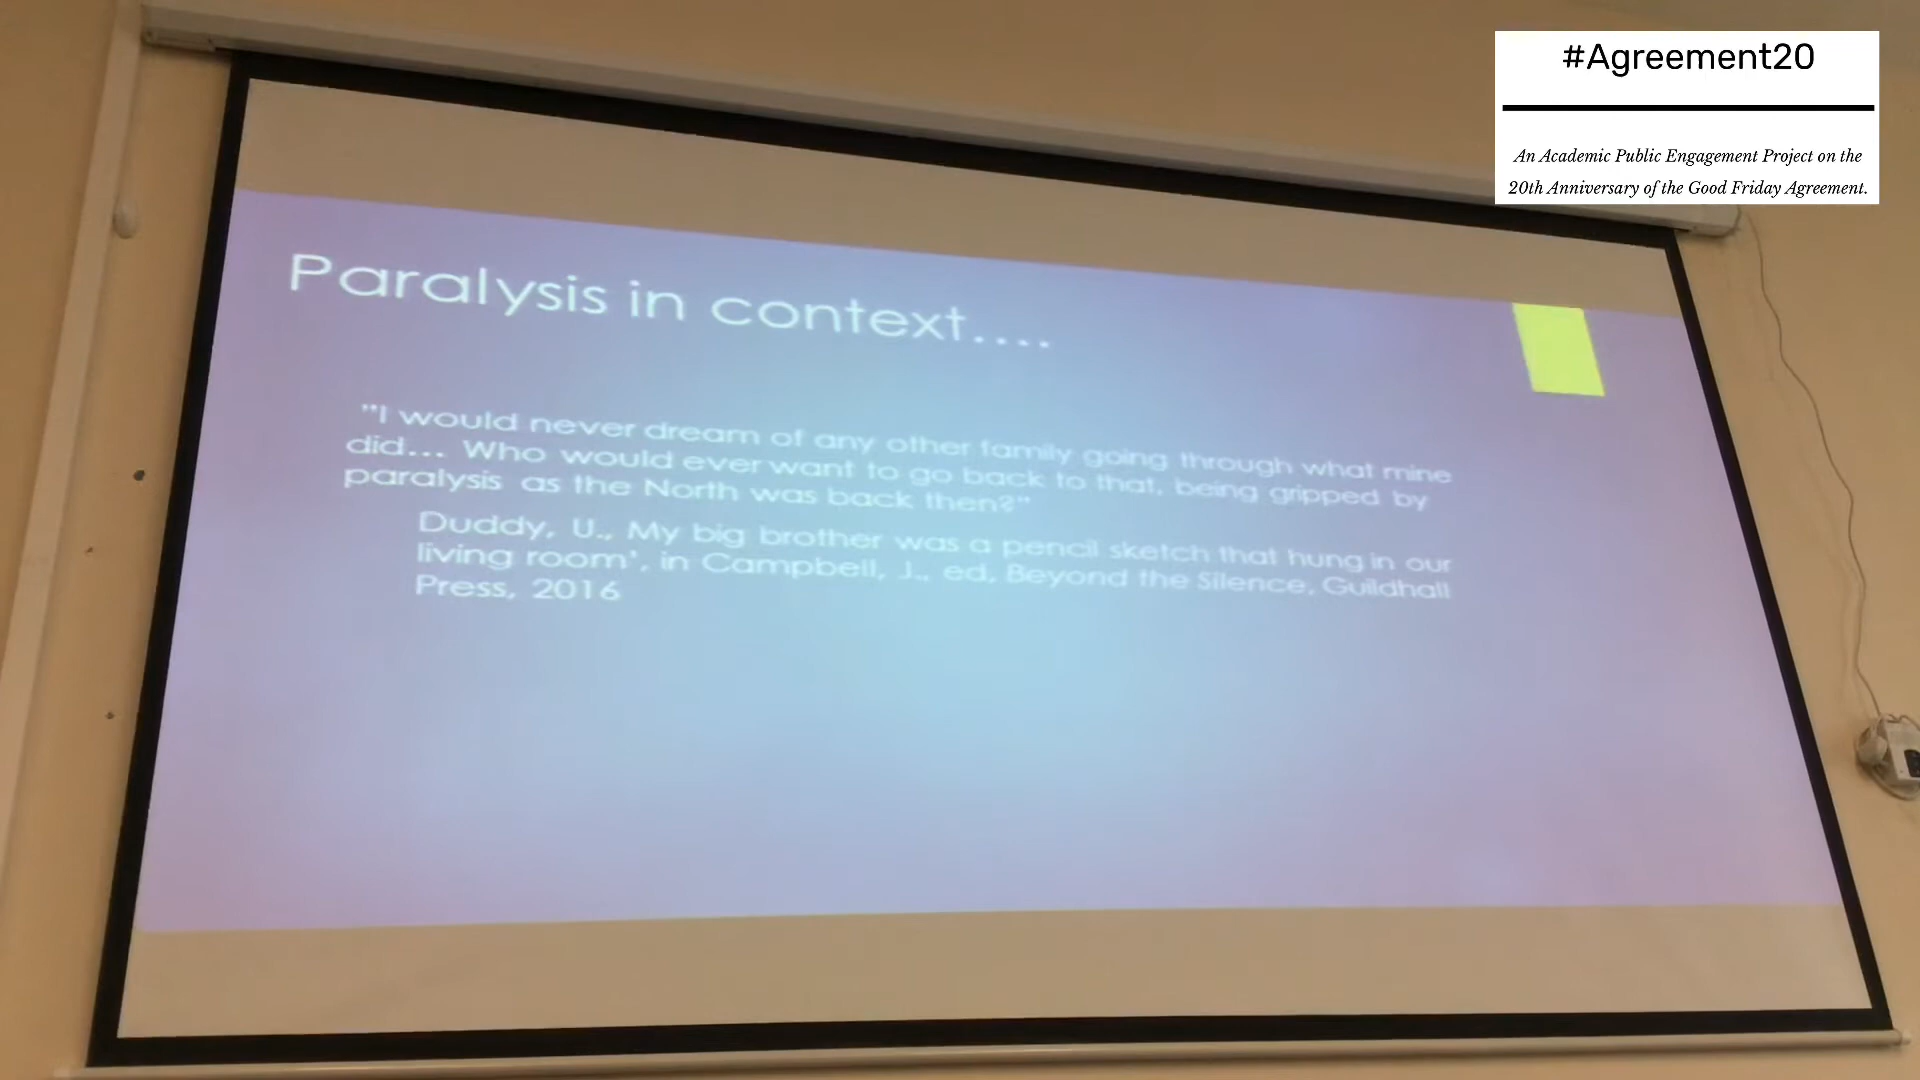 #Agreement20
An Academic Public Engagement Project on the
20th Anniversary of the Good Friday Agreement.
Paralysis in context....
"I would never dream of any other family going through what mine
did... Who would ever want to go back to that, being gripped by
paralysis as the North was back then?"
Duddy, U., My big brother was a pencil sketch that hung in our
living room', in Campbell, J., ed, Beyond the Silence, Guildhall
Press, 2016